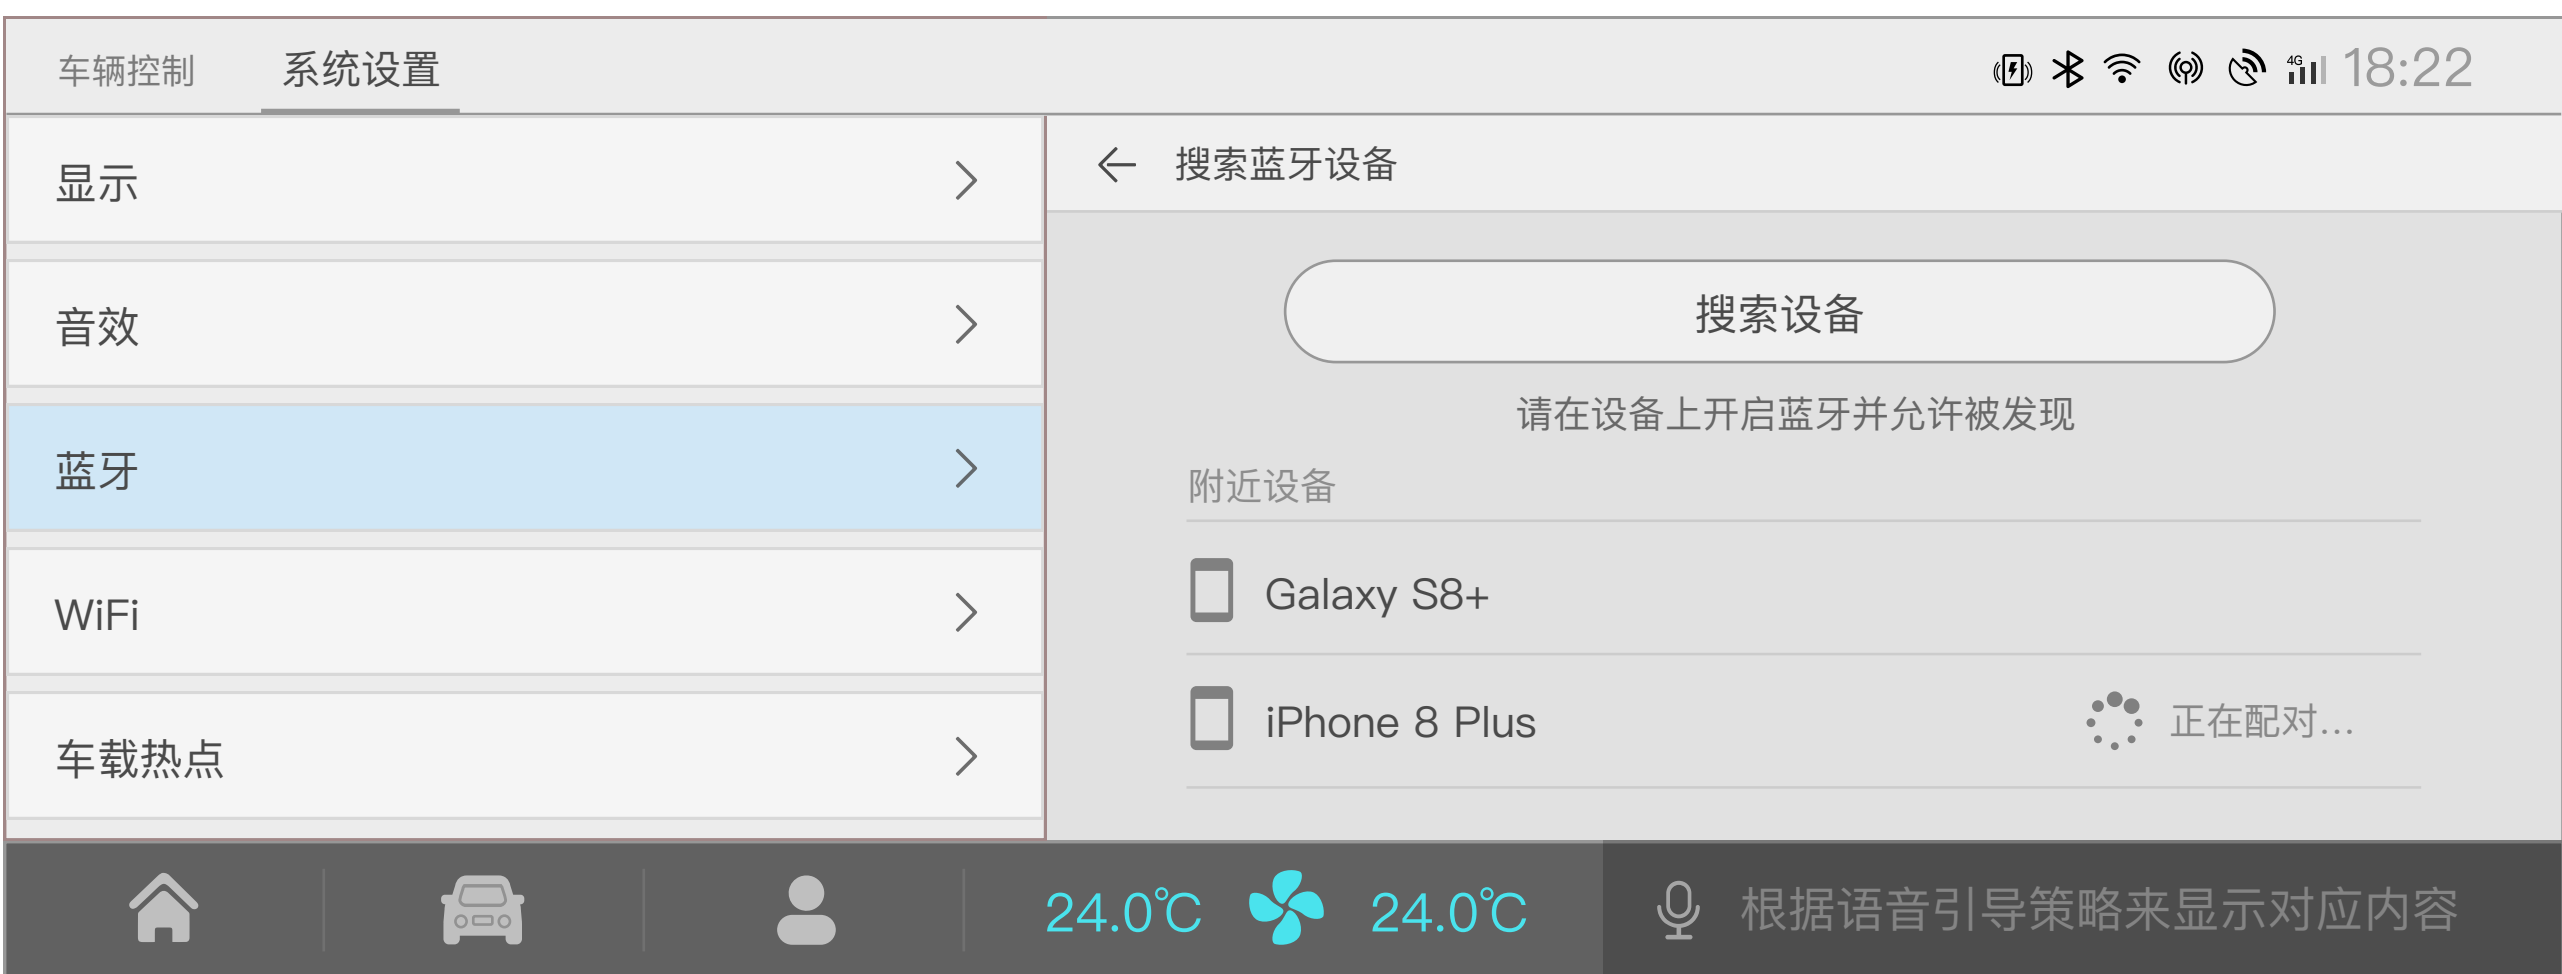 车辆控制
系统设置
4G
18:22
显示
音效
蓝牙
WiFi
车载热点
搜索蓝牙设备
搜索设备
请在设备上开启蓝牙并允许被发现
附近设备
Galaxy S8+
iPhone 8 Plus
正在配对...
24.0℃
24.0℃
根据语音引导策略来显示对应内容